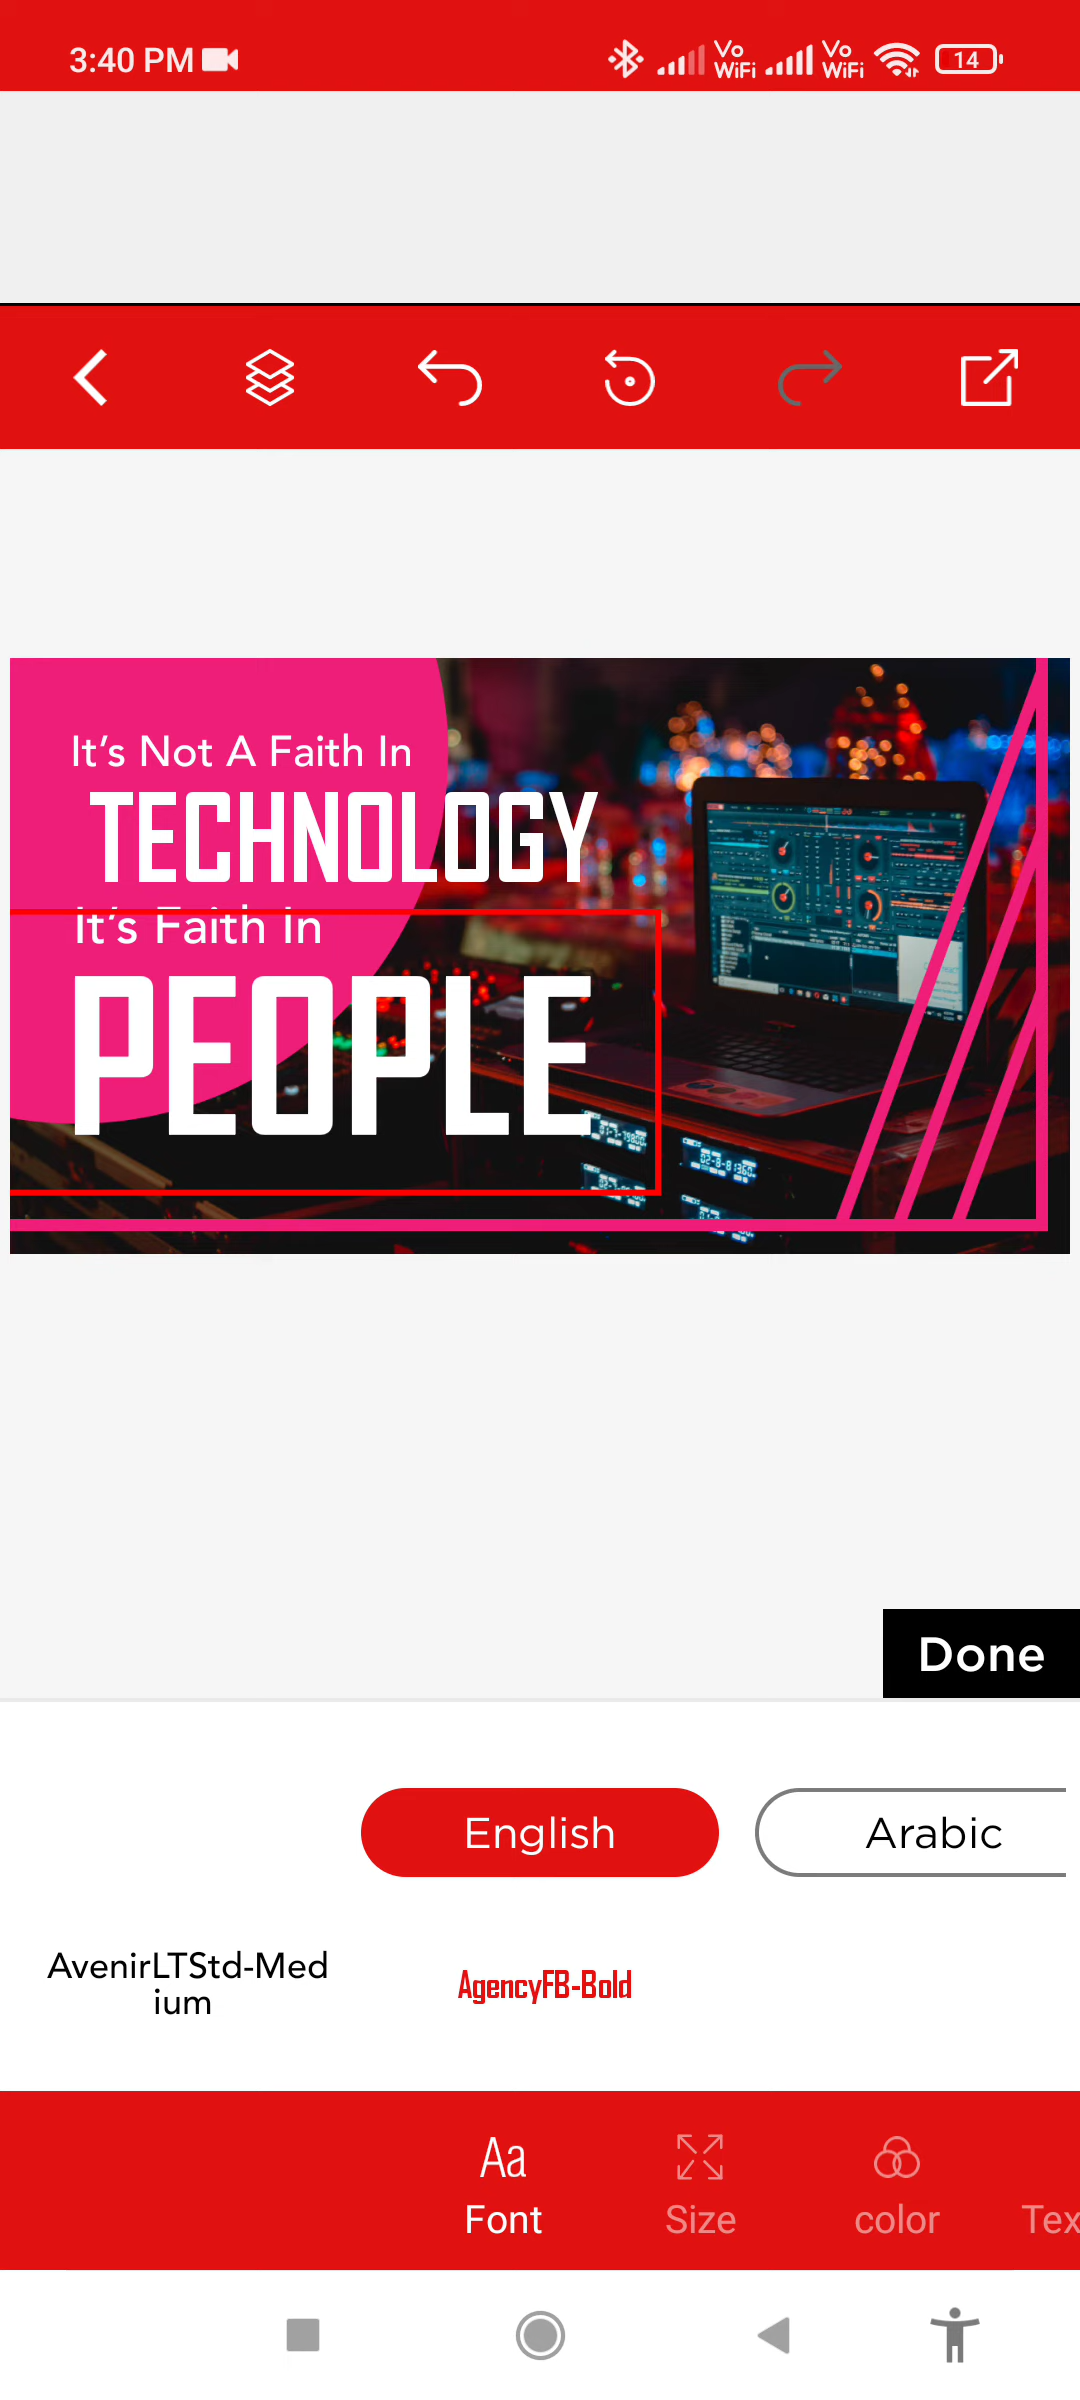 3:40 PM
Vo WiFi
Vo WiFi
14
It's Not A Faith In
TECHNOLOGY
It's Faith In
PEOPLE
Done
English
Arabic
AvenirLTStd-Med
ium
AgencyFB-Bold
Aa
Font
Size
color
Tex